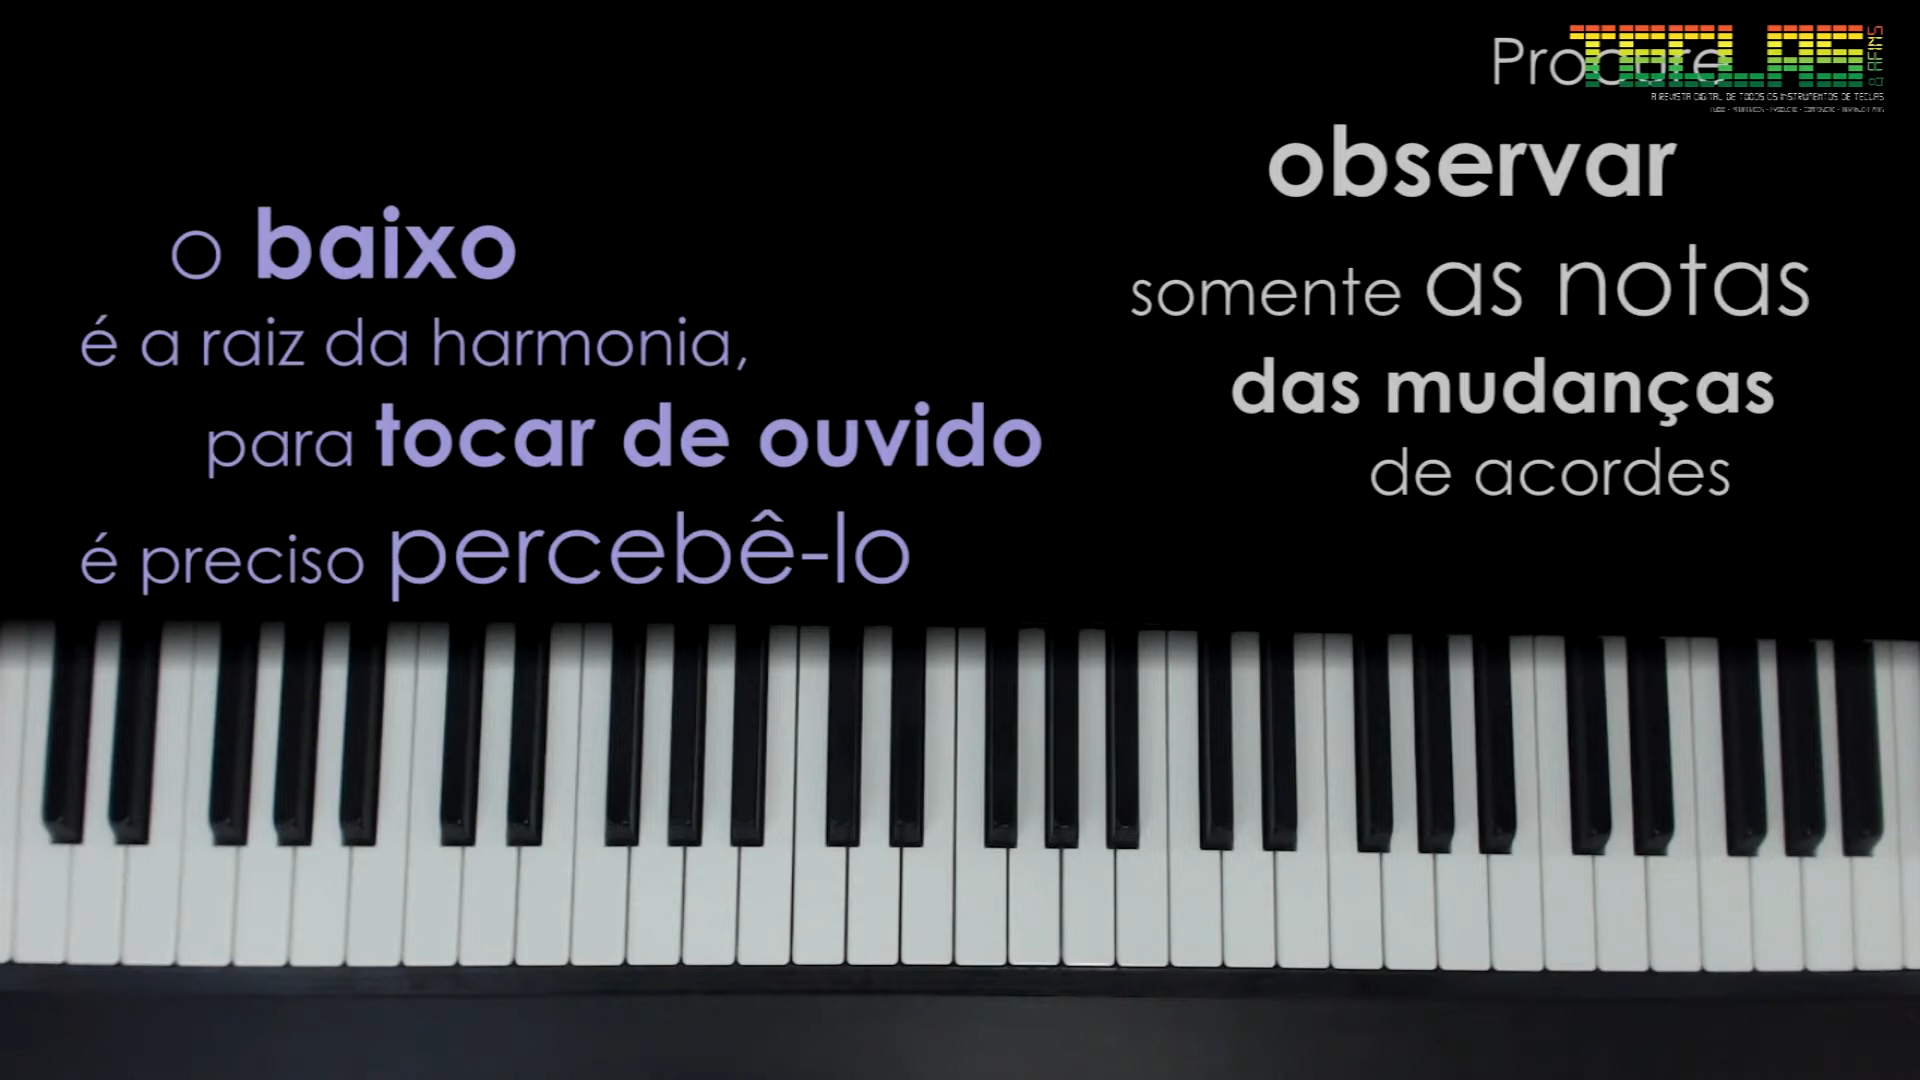 o baixo
é a raiz da harmonia,
para tocar de ouvido
é preciso percebê-lo
Procure
observar
somente as notas
das mudanças
de acordes
TECLAS
& AFINS
A REVISTA DIGITAL DE TODOS OS INSTRUMENTOS DE TECLAS